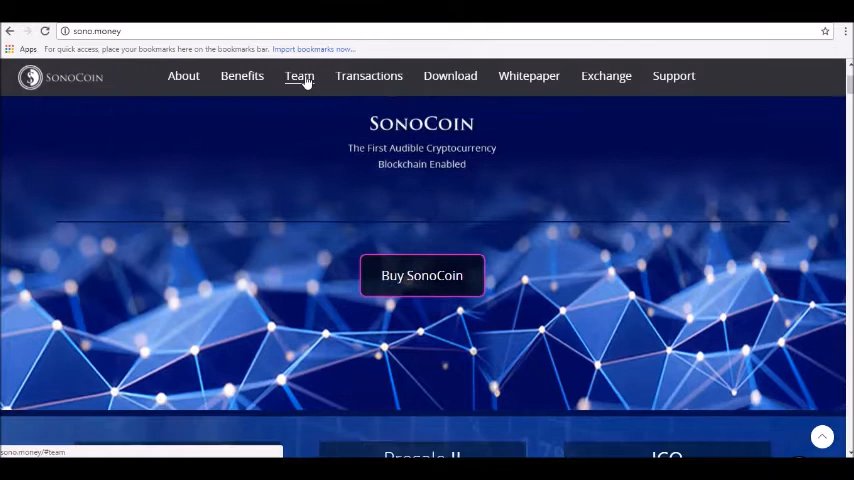 sono.money
Apps For quick access, place your bookmarks here on the bookmarks bar. Import bookmarks now...
SONOCOIN About Benefits Team Transactions Download Whitepaper Exchange Support
SONOCOIN
The First Audible Cryptocurrency
Blockchain Enabled
Buy SonoCoin
Presale II ICO
sono.money/#team